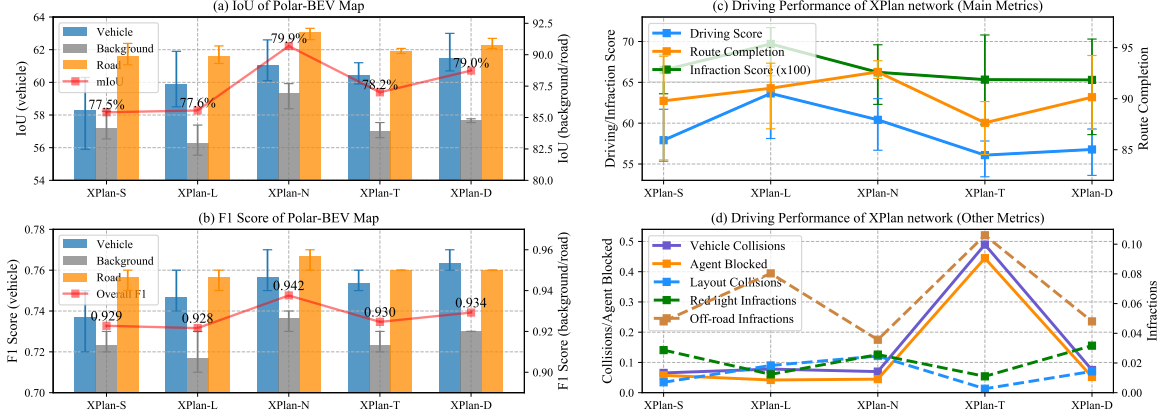 (a) IoU of Polar-BEV Map
64
62
60
58
56
54
IoU (vehicle)
92.5
90.0
87.5
85.0
82.5
80.0
IoU (background/road)
Vehicle
Background
Road
mIoU
77.5%
77.6%
79.9%
78.2%
79.0%
XPlan-S
XPlan-L
XPlan-N
XPlan-T
XPlan-D
(c) Driving Performance of XPlan network (Main Metrics)
70
65
60
55
Driving/Infraction Score
95
90
85
Route Completion
Driving Score
Route Completion
Infraction Score (x100)
XPlan-S
XPlan-L
XPlan-N
XPlan-T
XPlan-D
(b) F1 Score of Polar-BEV Map
0.78
0.76
0.74
0.72
0.70
F1 Score (vehicle)
0.96
0.94
0.92
0.90
F1 Score (background/road)
Vehicle
Background
Road
Overall F1
0.929
0.928
0.942
0.930
0.934
XPlan-S
XPlan-L
XPlan-N
XPlan-T
XPlan-D
(d) Driving Performance of XPlan network (Other Metrics)
0.5
0.4
0.3
0.2
0.1
0.0
Collisions/Agent Blocked
0.10
0.08
0.06
0.04
0.02
0.00
Infractions
Vehicle Collisions
Agent Blocked
Layout Collisions
Red light Infractions
Off-road Infractions
XPlan-S
XPlan-L
XPlan-N
XPlan-T
XPlan-D